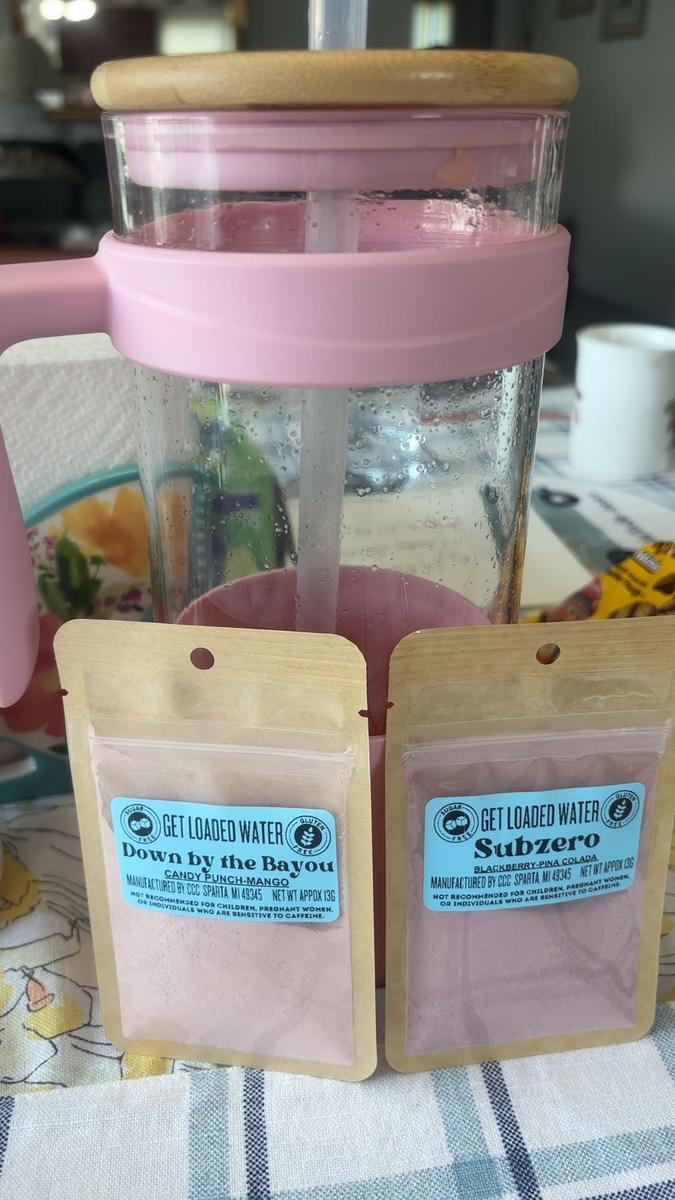 SUGAR FREE
GET LOADED WATER
GLUTEN FREE
Down by the Bayou
CANDY PUNCH-MANGO
MANUFACTURED BY CCC SPARTA, MI 49345 NET WT APPOX 13G
NOT RECOMMENDED FOR CHILDREN, PREGNANT WOMEN,
OR INDIVIDUALS WHO ARE SENSITIVE TO CAFFEINE.
SUGAR FREE
GET LOADED WATER
GLUTEN FREE
Subzero
BLACKBERRY-PINA COLADA
MANUFACTURED BY CCC SPARTA, MI 49345 NET WT APPOX 13G
NOT RECOMMENDED FOR CHILDREN, PREGNANT WOMEN,
OR INDIVIDUALS WHO ARE SENSITIVE TO CAFFEINE.